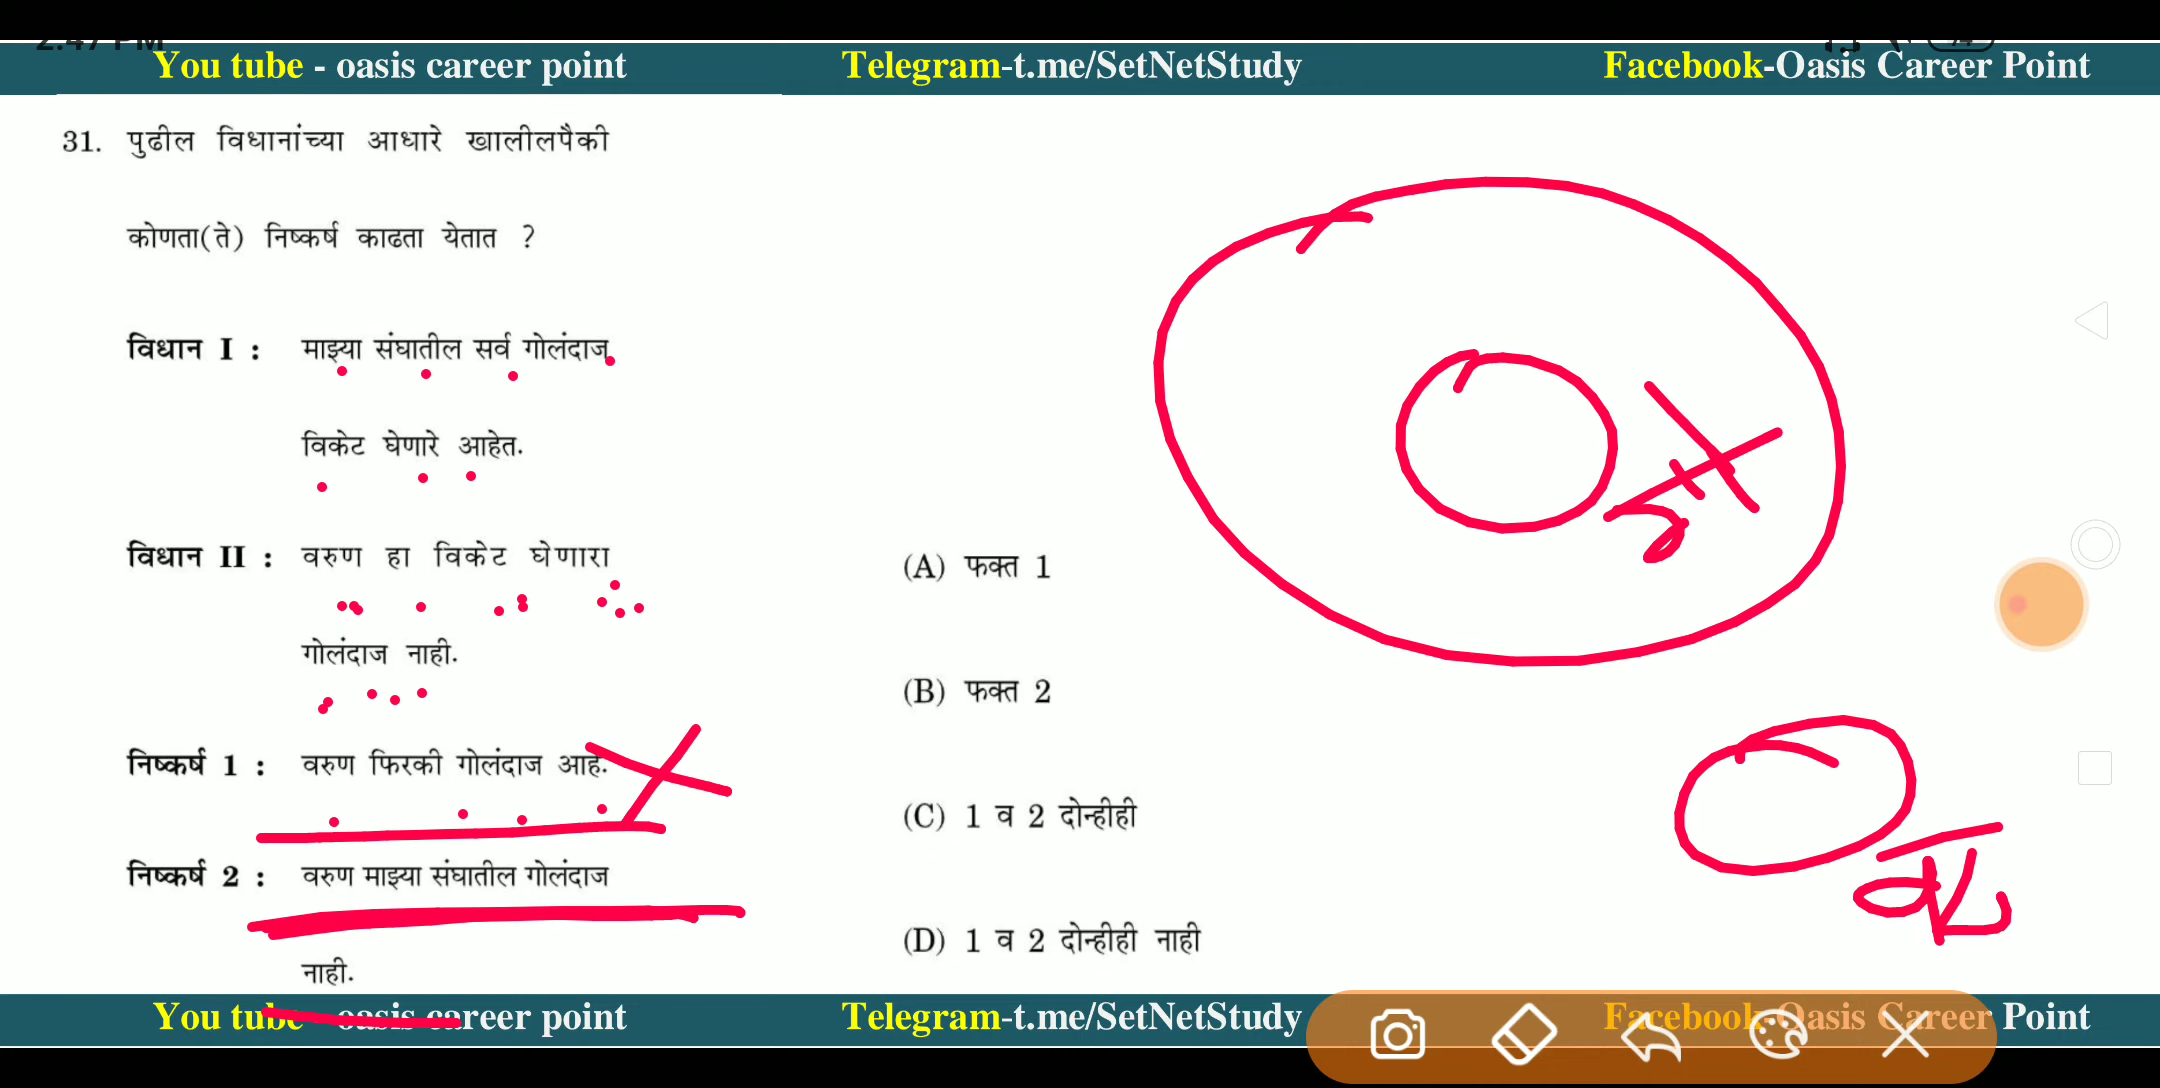 You tube - oasis career point Telegram-t.me/SetNetStudy Facebook-Oasis Career Point
31. पुढील विधानांच्या आधारे खालीलपैकी
कोणता(ते) निष्कर्ष काढता येतात ?
विधान I : माझ्या संघातील सर्व गोलंदाज
विकेट घेणारे आहेत.
विधान II : वरुण हा विकेट घेणारा
गोलंदाज नाही.
निष्कर्ष 1 : वरुण फिरकी गोलंदाज आहे.
निष्कर्ष 2 : वरुण माझ्या संघातील गोलंदाज
नाही.
(A) फक्त 1
(B) फक्त 2
(C) 1 व 2 दोन्हीही
(D) 1 व 2 दोन्हीही नाही
You tube - oasis career point Telegram-t.me/SetNetStudy Facebook-Oasis Career Point